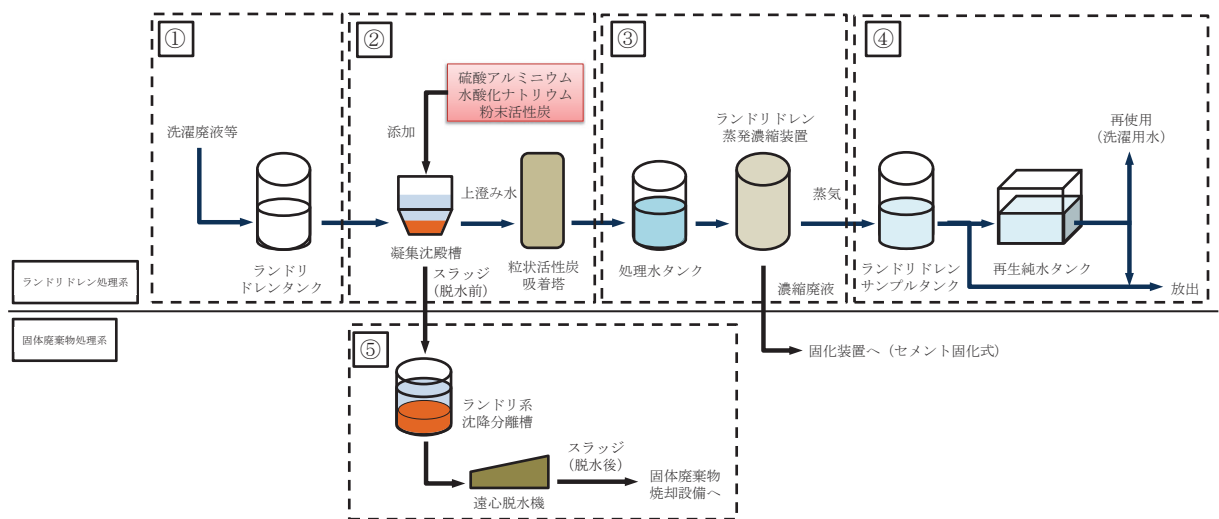 ①
洗濯廃液等
ランドリ
ドレンタンク
②
硫酸アルミニウム
水酸化ナトリウム
粉末活性炭
添加
上澄み水
凝集沈殿槽
粒状活性炭
吸着塔
スラッジ
(脱水前)
③
ランドリドレン
蒸発濃縮装置
処理水タンク
蒸気
濃縮廃液
固化装置へ（セメント固化式）
④
再使用
(洗濯用水)
ランドリドレン
サンプルタンク
再生純水タンク
放出
ランドリドレン処理系
固体廃棄物処理系
⑤
ランドリ系
沈降分離槽
遠心脱水機
スラッジ
(脱水後)
固体廃棄物
焼却設備へ